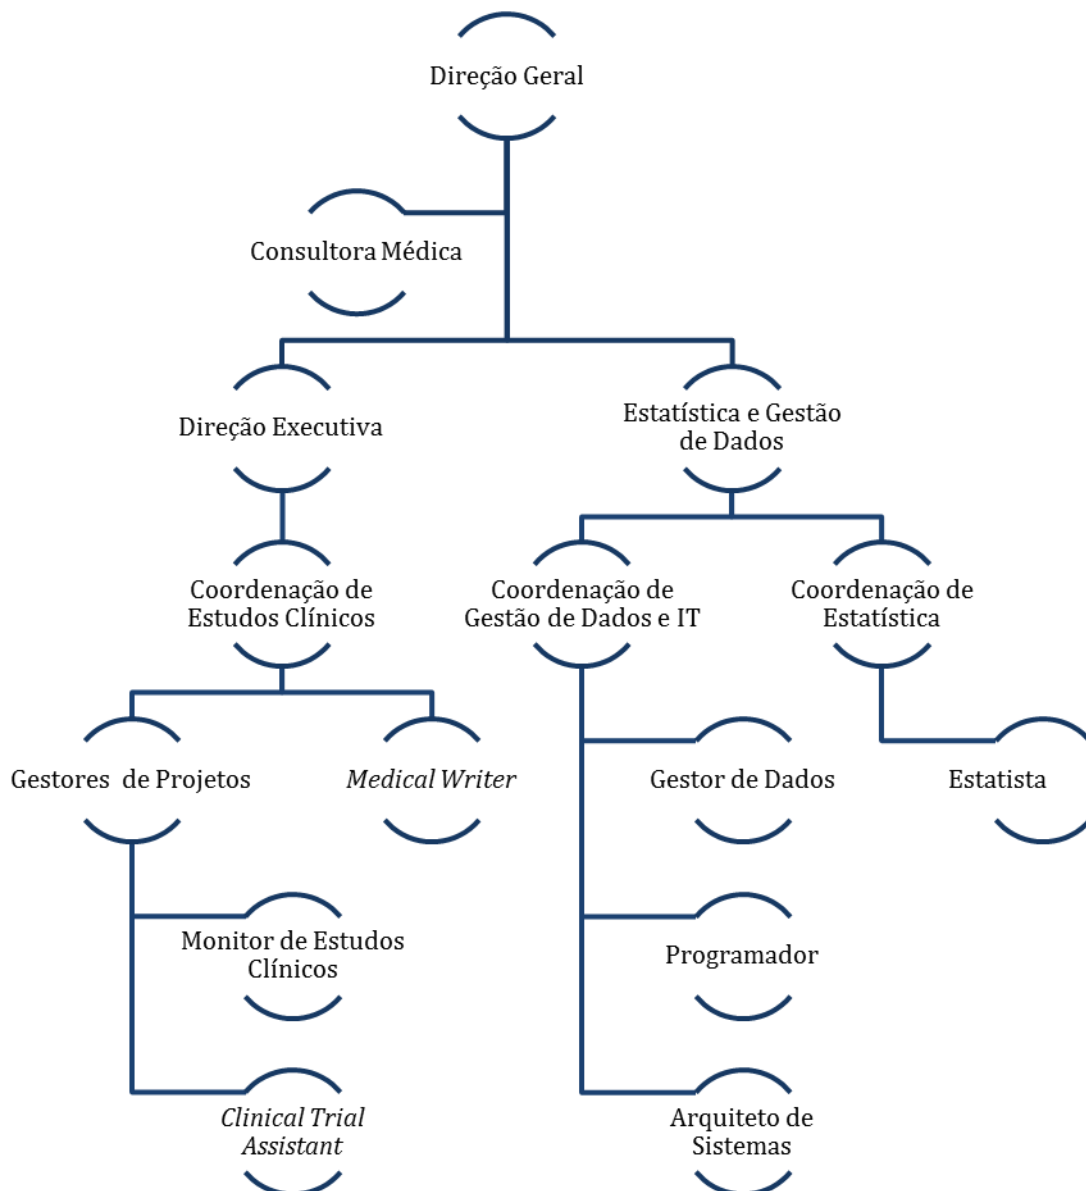 Direção Geral
Consultora Médica
Direção Executiva
Estatística e Gestão
de Dados
Coordenação de
Estudos Clínicos
Coordenação de
Gestão de Dados e IT
Coordenação de
Estatística
Gestores de Projetos
Medical Writer
Gestor de Dados
Estatista
Monitor de Estudos
Clínicos
Programador
Clinical Trial
Assistant
Arquiteto de
Sistemas